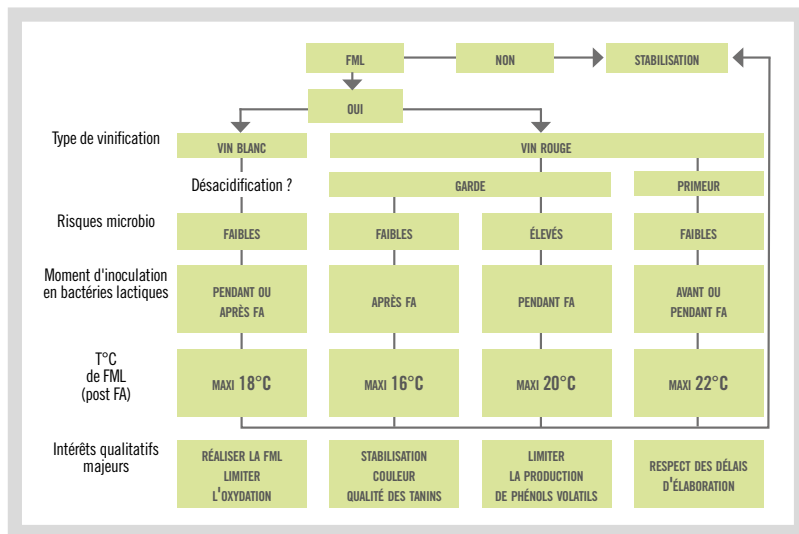 FML
NON
STABILISATION
OUI
Type de vinification
VIN BLANC
VIN ROUGE
Désacidification ?
GARDE
PRIMEUR
Risques microbio
FAIBLES
FAIBLES
ÉLEVÉS
FAIBLES
Moment d'inoculation
en bactéries lactiques
PENDANT OU
APRÈS FA
APRÈS FA
PENDANT FA
AVANT OU
PENDANT FA
T°C
de FML
(post FA)
MAXI 18°C
MAXI 16°C
MAXI 20°C
MAXI 22°C
Intérêts qualitatifs
majeurs
RÉALISER LA FML
LIMITER
L'OXYDATION
STABILISATION
COULEUR
QUALITÉ DES TANINS
LIMITER
LA PRODUCTION
DE PHÉNOLS VOLATILS
RESPECT DES DÉLAIS
D'ÉLABORATION